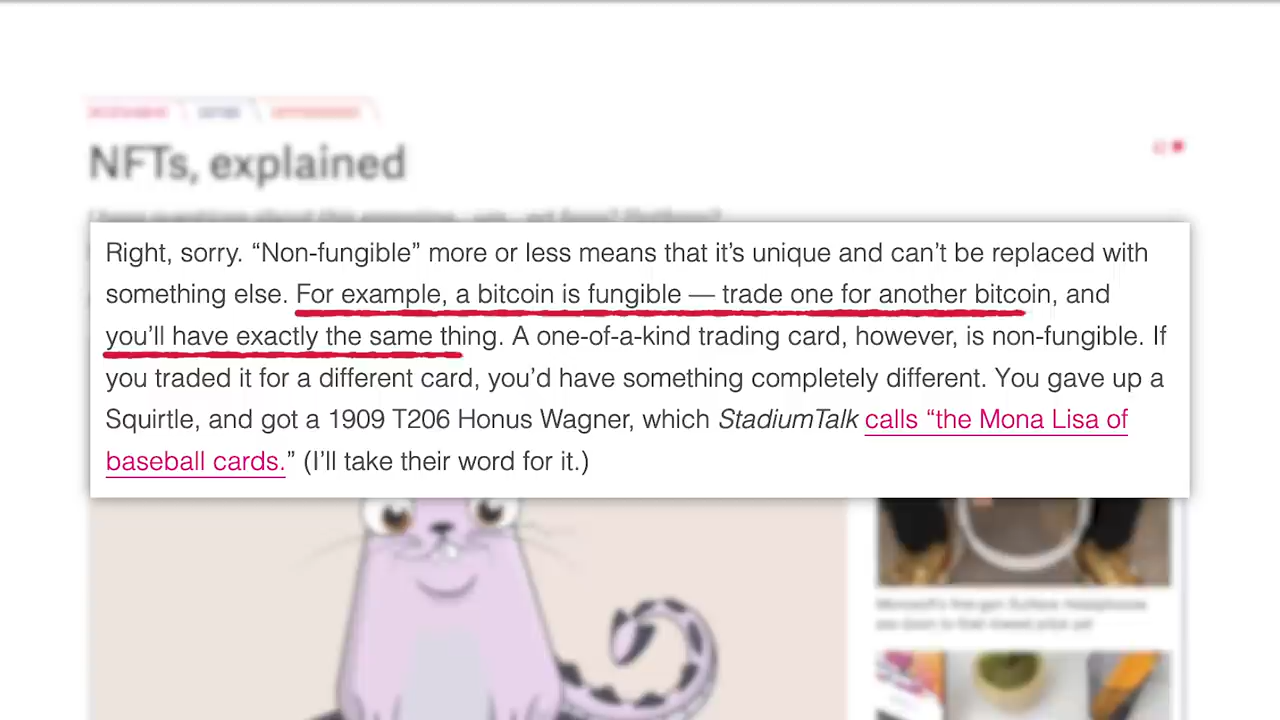 NFTs, explained
Right, sorry. “Non-fungible” more or less means that it’s unique and can’t be replaced with
something else. For example, a bitcoin is fungible — trade one for another bitcoin, and
you’ll have exactly the same thing. A one-of-a-kind trading card, however, is non-fungible. If
you traded it for a different card, you’d have something completely different. You gave up a
Squirtle, and got a 1909 T206 Honus Wagner, which StadiumTalk calls “the Mona Lisa of
baseball cards.” (I’ll take their word for it.)